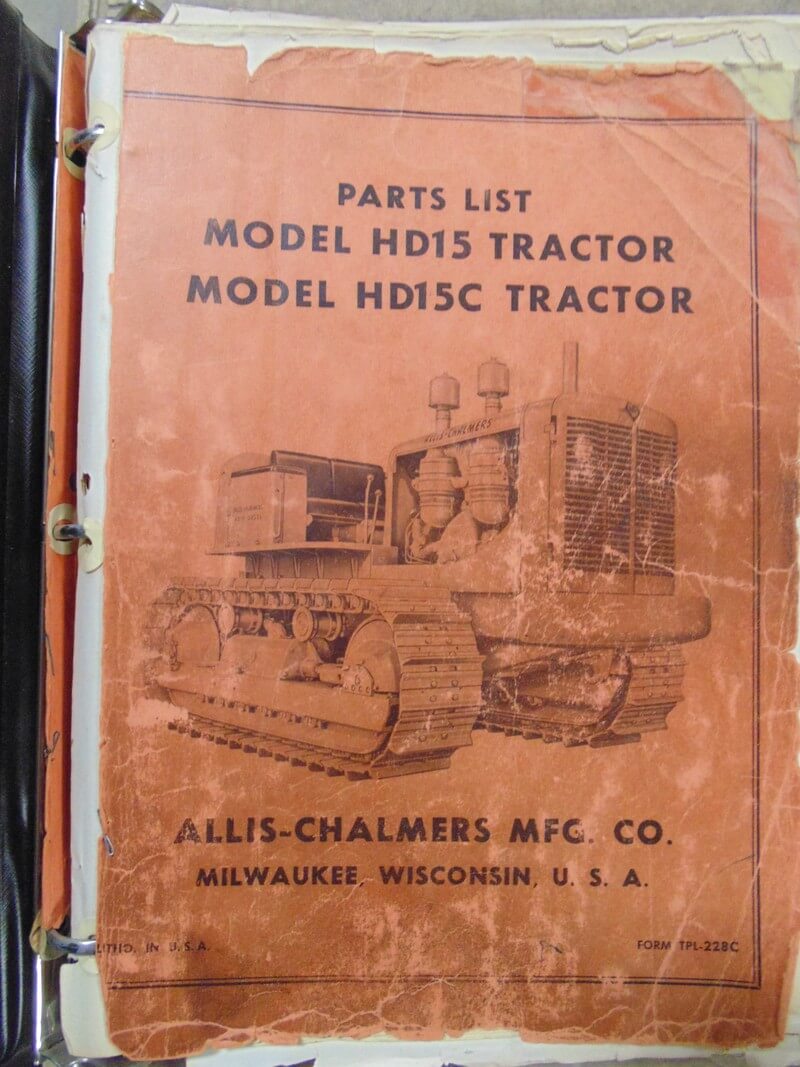 PARTS LIST
MODEL HD15 TRACTOR
MODEL HD15C TRACTOR
ALLIS-CHALMERS
ALLIS-CHALMERS MFG. CO.
MILWAUKEE, WISCONSIN, U. S. A.
LITHO. IN U.S.A.
FORM TPL-228C